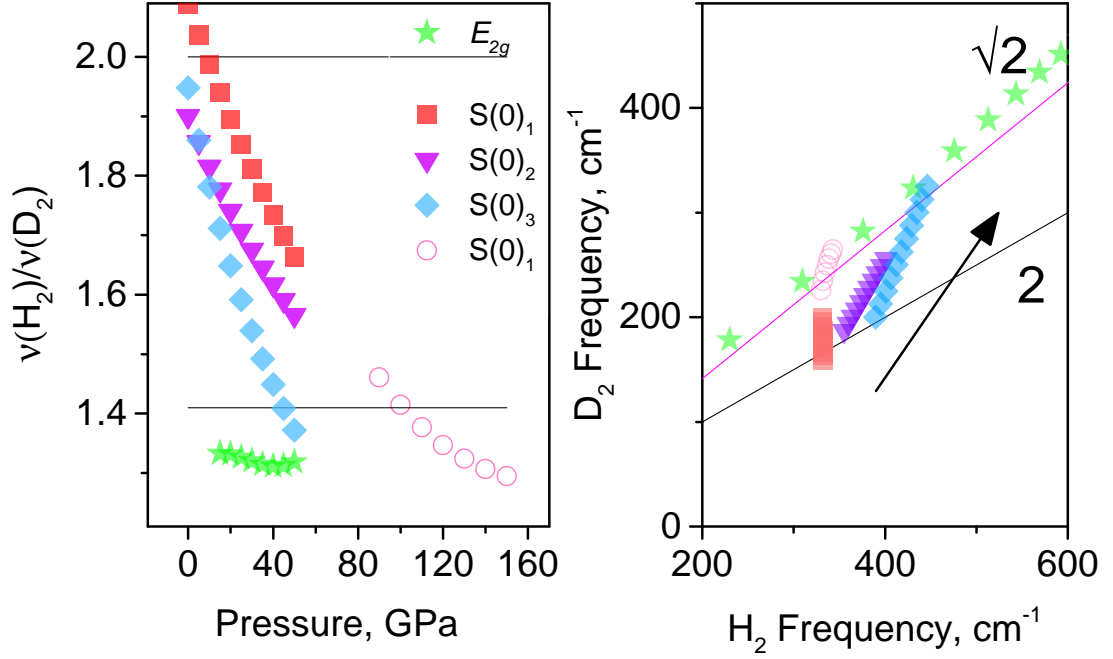 ν(H₂)/ν(D₂)
2.0
1.8
1.6
1.4
0
40
80
120
160
Pressure, GPa
E₂g
S(0)₁
S(0)₂
S(0)₃
S(0)₁
D₂ Frequency, cm⁻¹
400
200
0
200
400
600
H₂ Frequency, cm⁻¹
√2
2